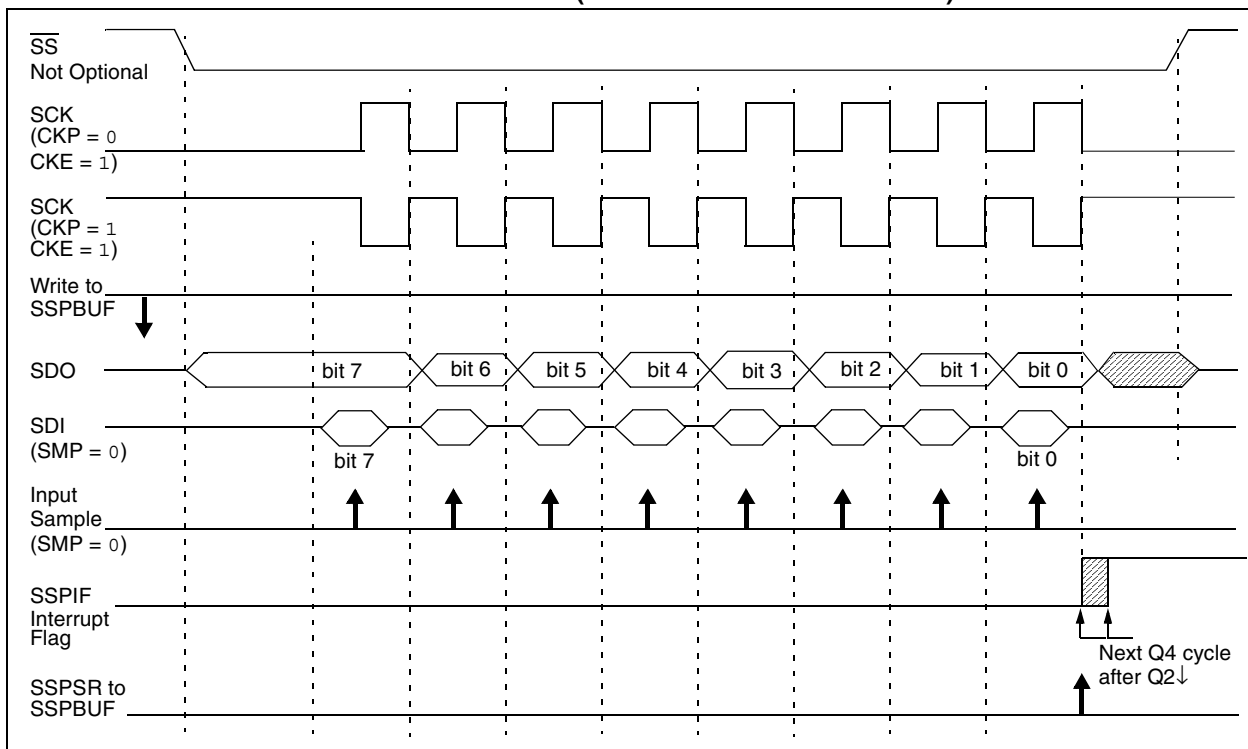 SS
Not Optional
SCK
(CKP = 0
CKE = 1)
SCK
(CKP = 1
CKE = 1)
Write to
SSPBUF
SDO
bit 7 bit 6 bit 5 bit 4 bit 3 bit 2 bit 1 bit 0
SDI
(SMP = 0)
bit 7 bit 0
Input
Sample
(SMP = 0)
SSPIF
Interrupt
Flag
Next Q4 cycle
after Q2↓
SSPSR to
SSPBUF